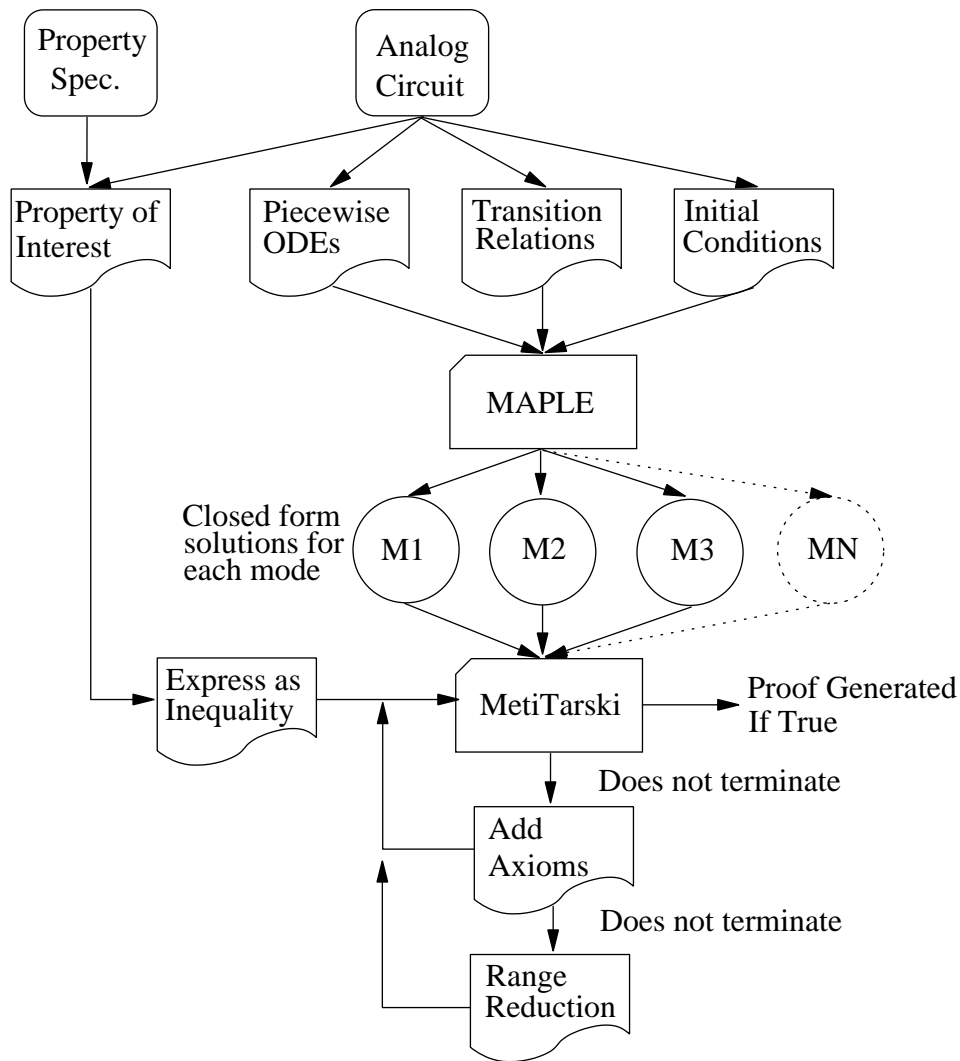 Property
Spec.
Analog
Circuit
Property of
Interest
Piecewise
ODEs
Transition
Relations
Initial
Conditions
MAPLE
Closed form
solutions for
each mode
M1
M2
M3
MN
Express as
Inequality
MetiTarski
Proof Generated
If True
Does not terminate
Add
Axioms
Does not terminate
Range
Reduction